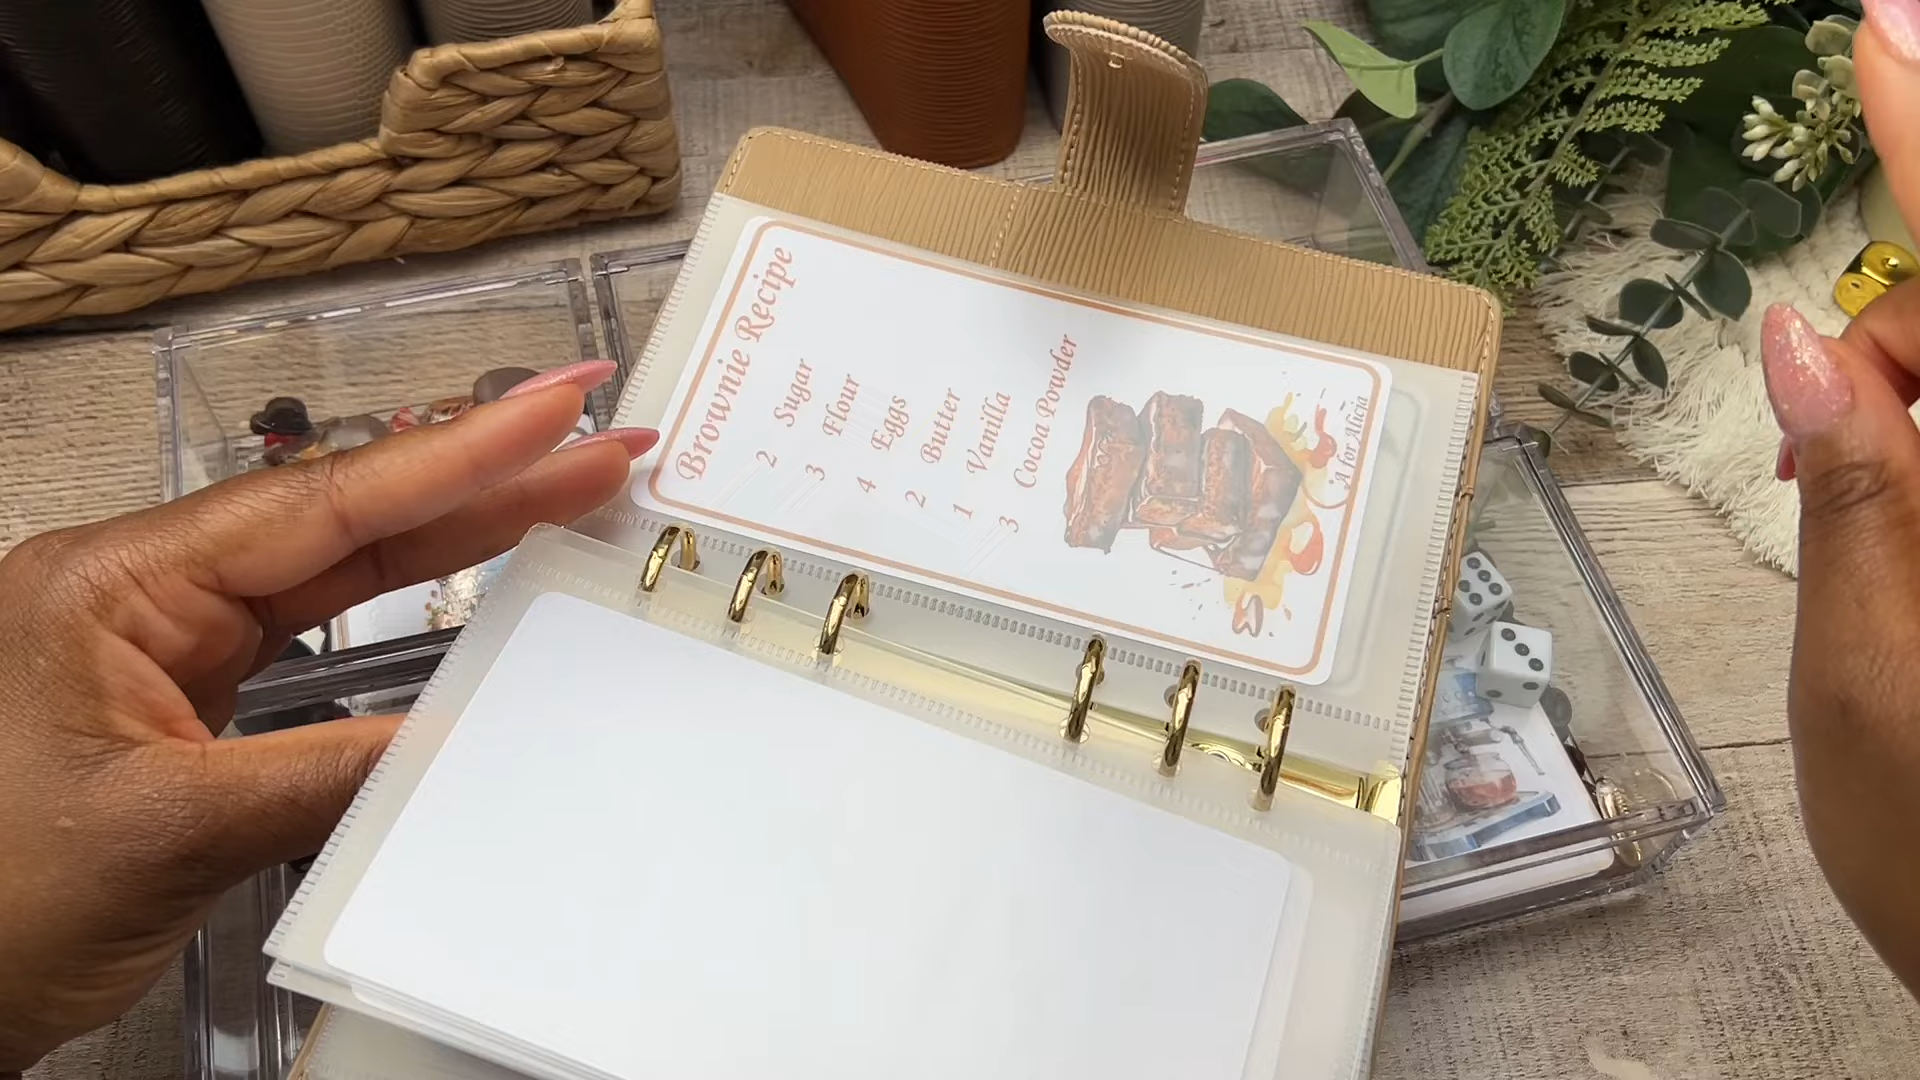 Brownie Recipe
2 Sugar
3 Flour
4 Eggs
2 Butter
1 Vanilla
3 Cocoa Powder
A for Alicia